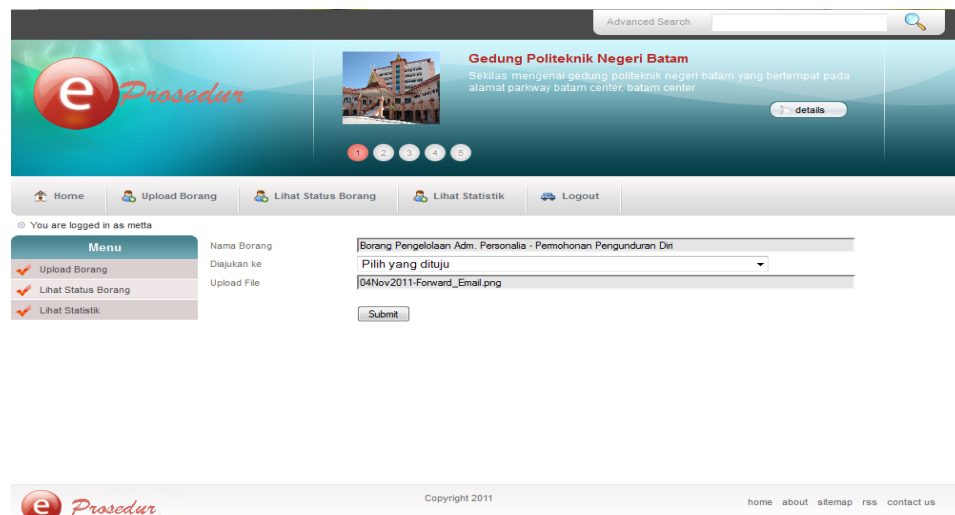 Advanced Search
e Prosedur
Gedung Politeknik Negeri Batam
Sekilas mengenai gedung politeknik negeri batam yang bertempat pada
alamat parkway batam center, batam center
details
1 2 3 4 5
Home Upload Borang Lihat Status Borang Lihat Statistik Logout
You are logged in as metta
Menu
Upload Borang
Lihat Status Borang
Lihat Statistik
Nama Borang Borang Pengelolaan Adm. Personalia - Permohonan Pengunduran Diri
Diajukan ke Pilih yang dituju
Upload File 04Nov2011-Forward_Email.png
Submit
e Prosedur
Copyright 2011
home about sitemap rss contact us